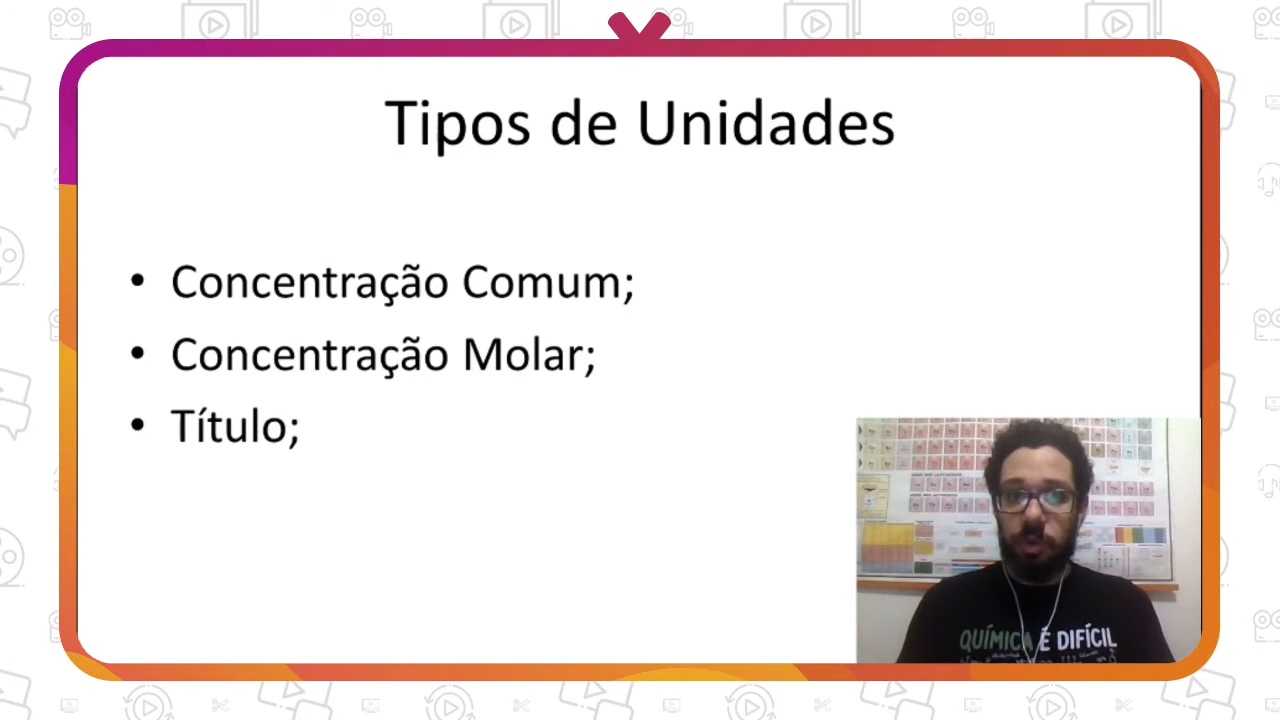 Tipos de Unidades
• Concentração Comum;
• Concentração Molar;
• Título;
QUÍMICA É DIFÍCIL